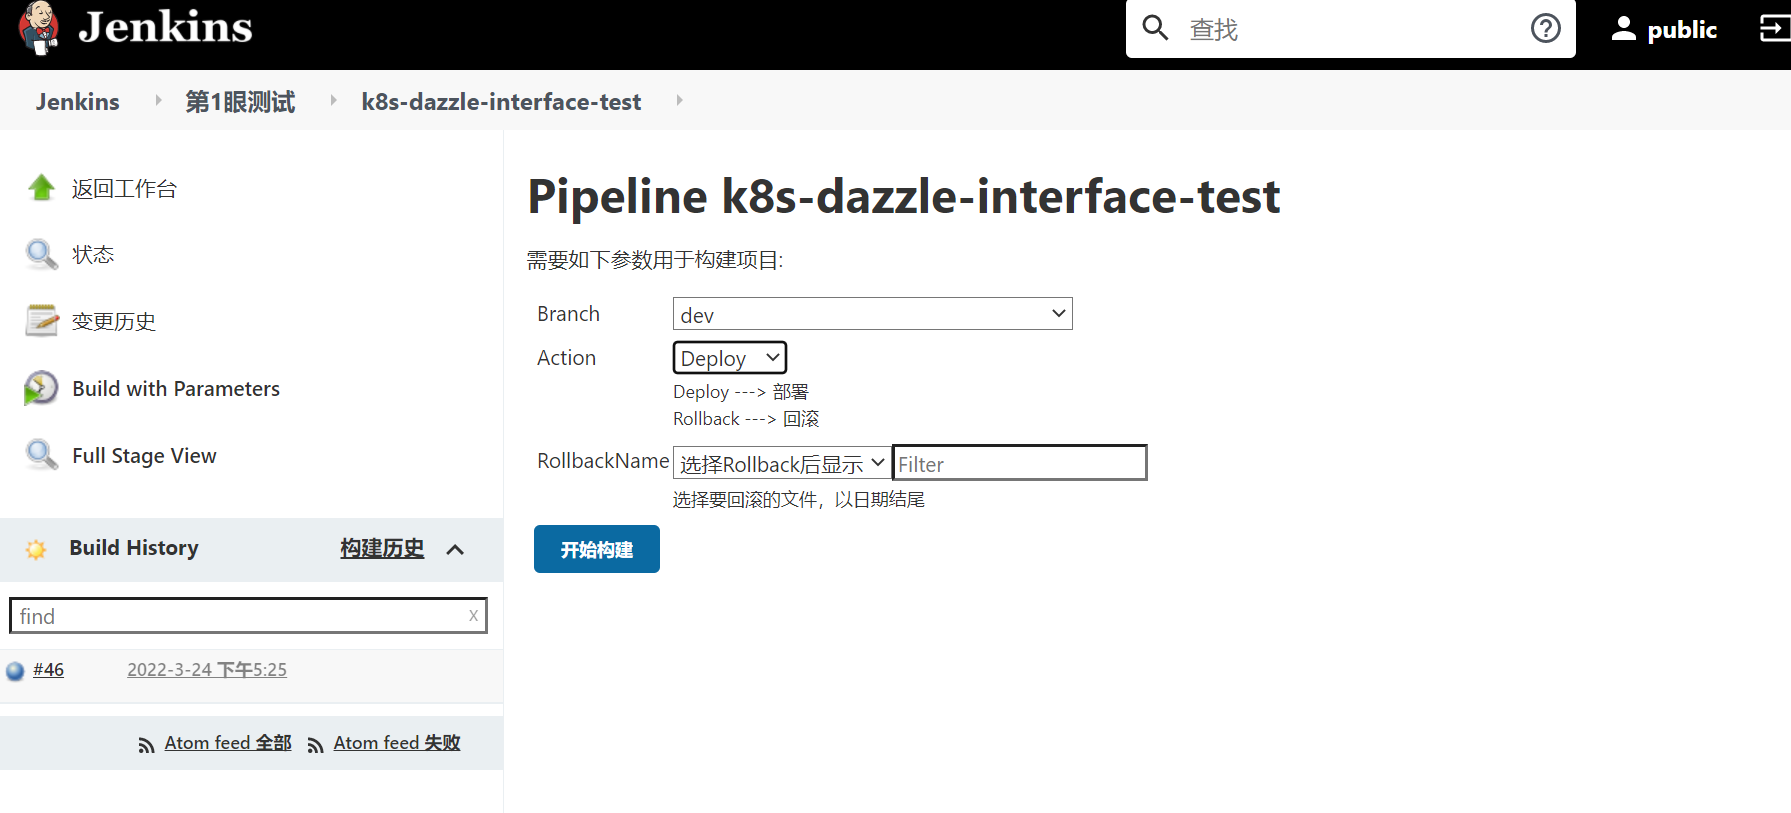 Jenkins
查找
public
Jenkins
第1眼测试
k8s-dazzle-interface-test
返回工作台
状态
变更历史
Build with Parameters
Full Stage View
Build History
构建历史
find
x
#46
2022-3-24 下午5:25
Atom feed 全部
Atom feed 失败
Pipeline k8s-dazzle-interface-test
需要如下参数用于构建项目:
Branch
dev
Action
Deploy
Deploy ---> 部署
Rollback ---> 回滚
RollbackName
选择Rollback后显示
Filter
选择要回滚的文件，以日期结尾
开始构建